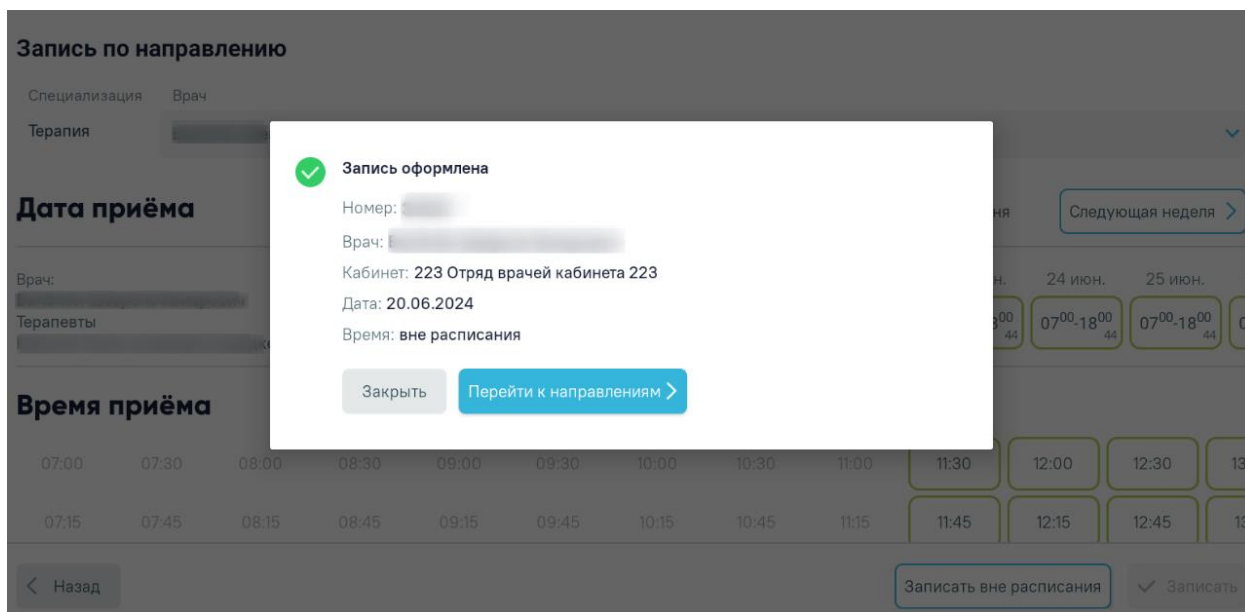 Запись по направлению
Специализация Врач
Терапия
Запись оформлена
Номер:
Врач:
Кабинет: 223 Отряд врачей кабинета 223
Дата: 20.06.2024
Время: вне расписания
Закрыть Перейти к направлениям
Дата приёма
Следующая неделя
Врач:
Терапевты
24 июн. 25 июн.
07⁰⁰-18⁰⁰ 07⁰⁰-18⁰⁰
44 44 44
Время приёма
07:00 07:30 08:00 08:30 09:00 09:30 10:00 10:30 11:00 11:30 12:00 12:30
07:15 07:45 08:15 08:45 09:15 09:45 10:15 10:45 11:15 11:45 12:15 12:45
Назад Записать вне расписания Записать